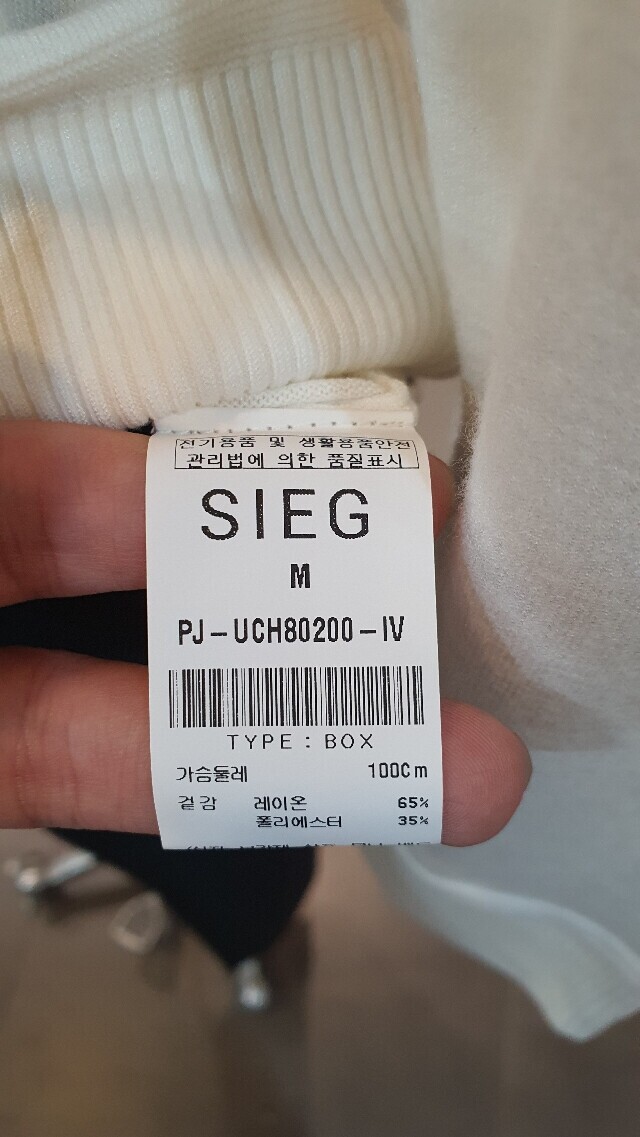 전기용품 및 생활용품안전
관리법에 의한 품질표시
SIEG
M
PJ-UCH80200-IV
TYPE : BOX
가슴둘레 100Cm
겉감 레이온 65%
폴리에스터 35%